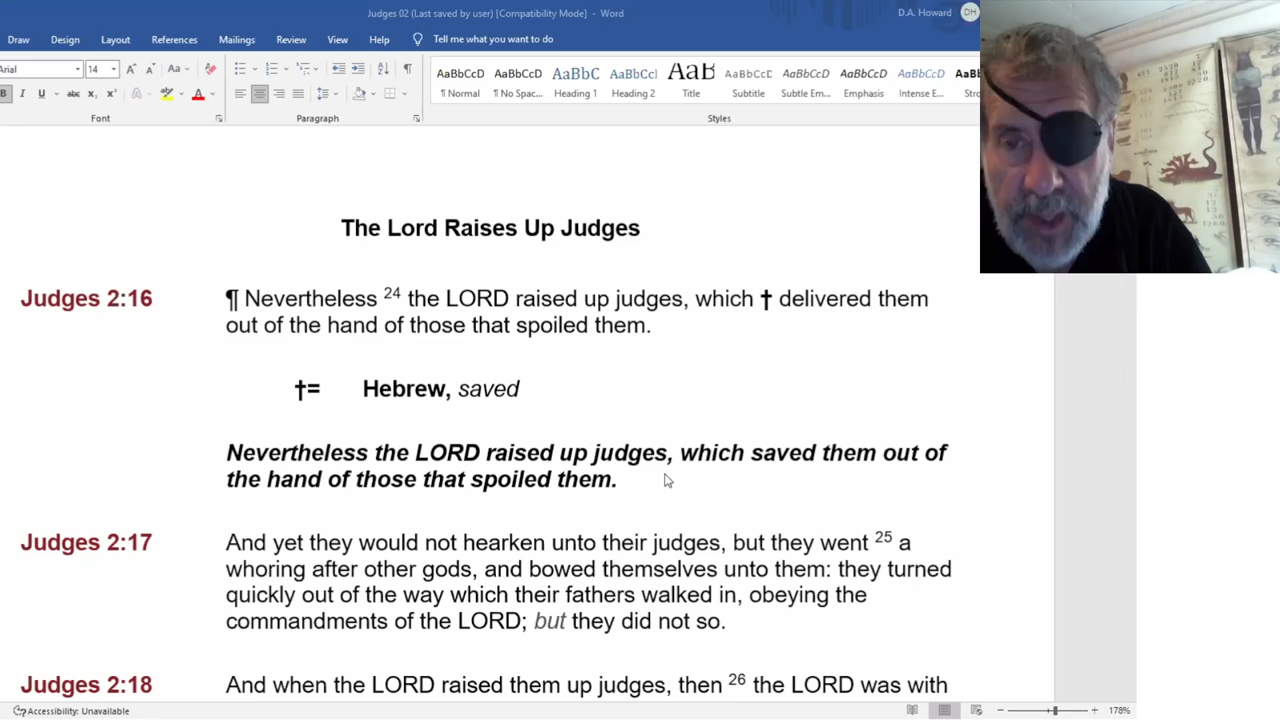 Judges 02 (Last saved by user) [Compatibility Mode] - Word
D.A. Howard DH
Draw Design Layout References Mailings Review View Help Tell me what you want to do
Arial 14 A A Aa
B I U abc x₂ x² A A
AaBbCcD AaBbCcD AaBbC AaBbCcC AaB AaBbCcD AaBbCcD AaBbCcD AaBbCcD AaBb
¶ Normal ¶ No Spac... Heading 1 Heading 2 Title Subtitle Subtle Em... Emphasis Intense E... Stro
Font Paragraph Styles
The Lord Raises Up Judges
Judges 2:16 ¶ Nevertheless 24 the LORD raised up judges, which † delivered them
out of the hand of those that spoiled them.
†= Hebrew, saved
Nevertheless the LORD raised up judges, which saved them out of
the hand of those that spoiled them.
Judges 2:17 And yet they would not hearken unto their judges, but they went 25 a
whoring after other gods, and bowed themselves unto them: they turned
quickly out of the way which their fathers walked in, obeying the
commandments of the LORD; but they did not so.
Judges 2:18 And when the LORD raised them up judges, then 26 the LORD was with
Accessibility: Unavailable
178%